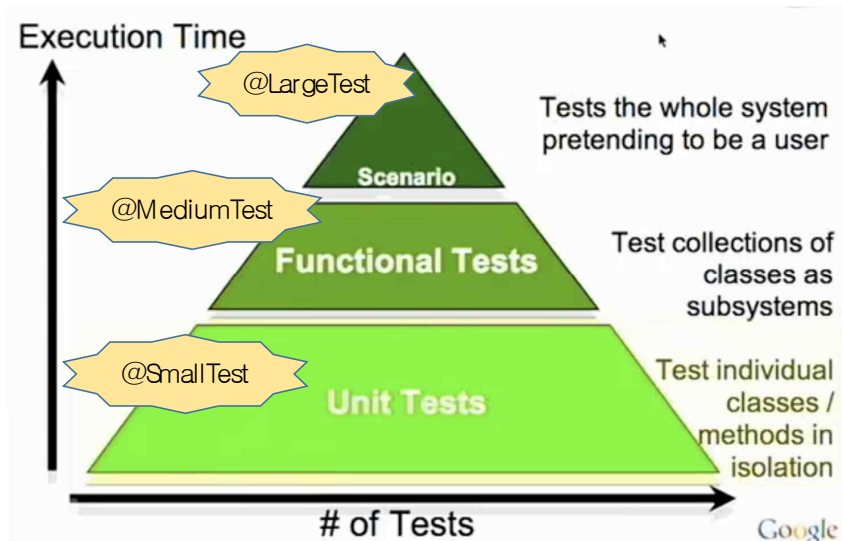 Execution Time
@LargeTest
Tests the whole system
pretending to be a user
Scenario
@MediumTest
Functional Tests
Test collections of
classes as
subsystems
@SmallTest
Unit Tests
Test individual
classes /
methods in
isolation
# of Tests
Google